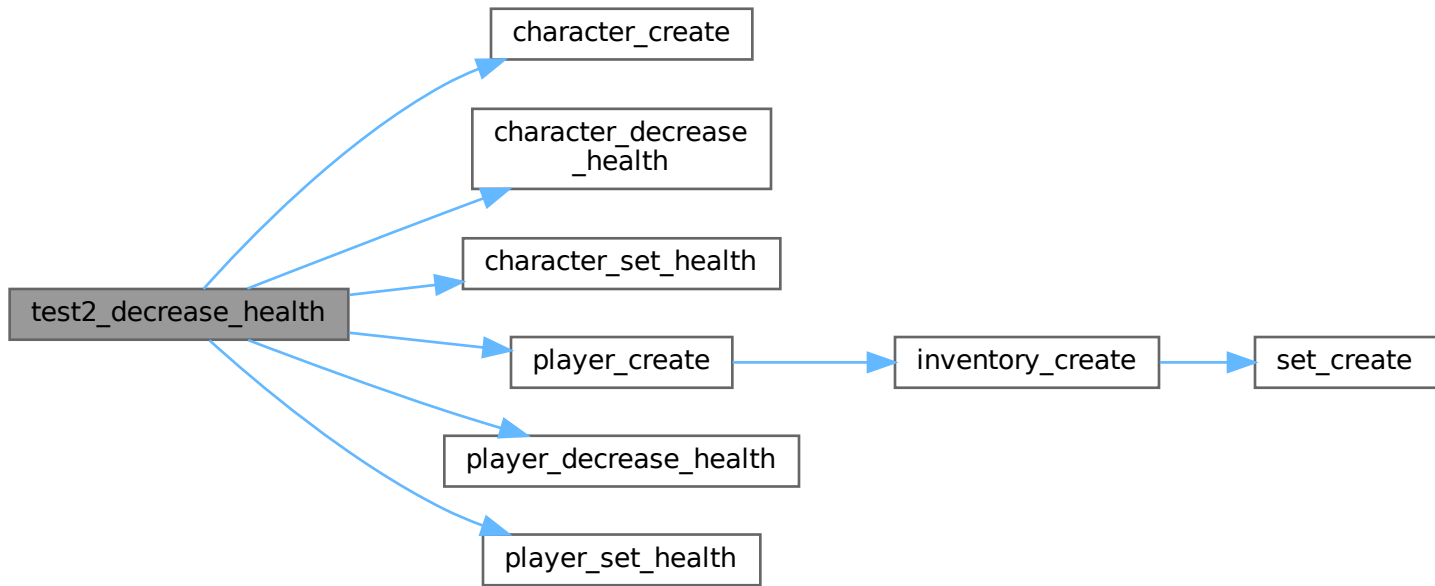 character_create
character_decrease
_health
character_set_health
test2_decrease_health
player_create
inventory_create
set_create
player_decrease_health
player_set_health